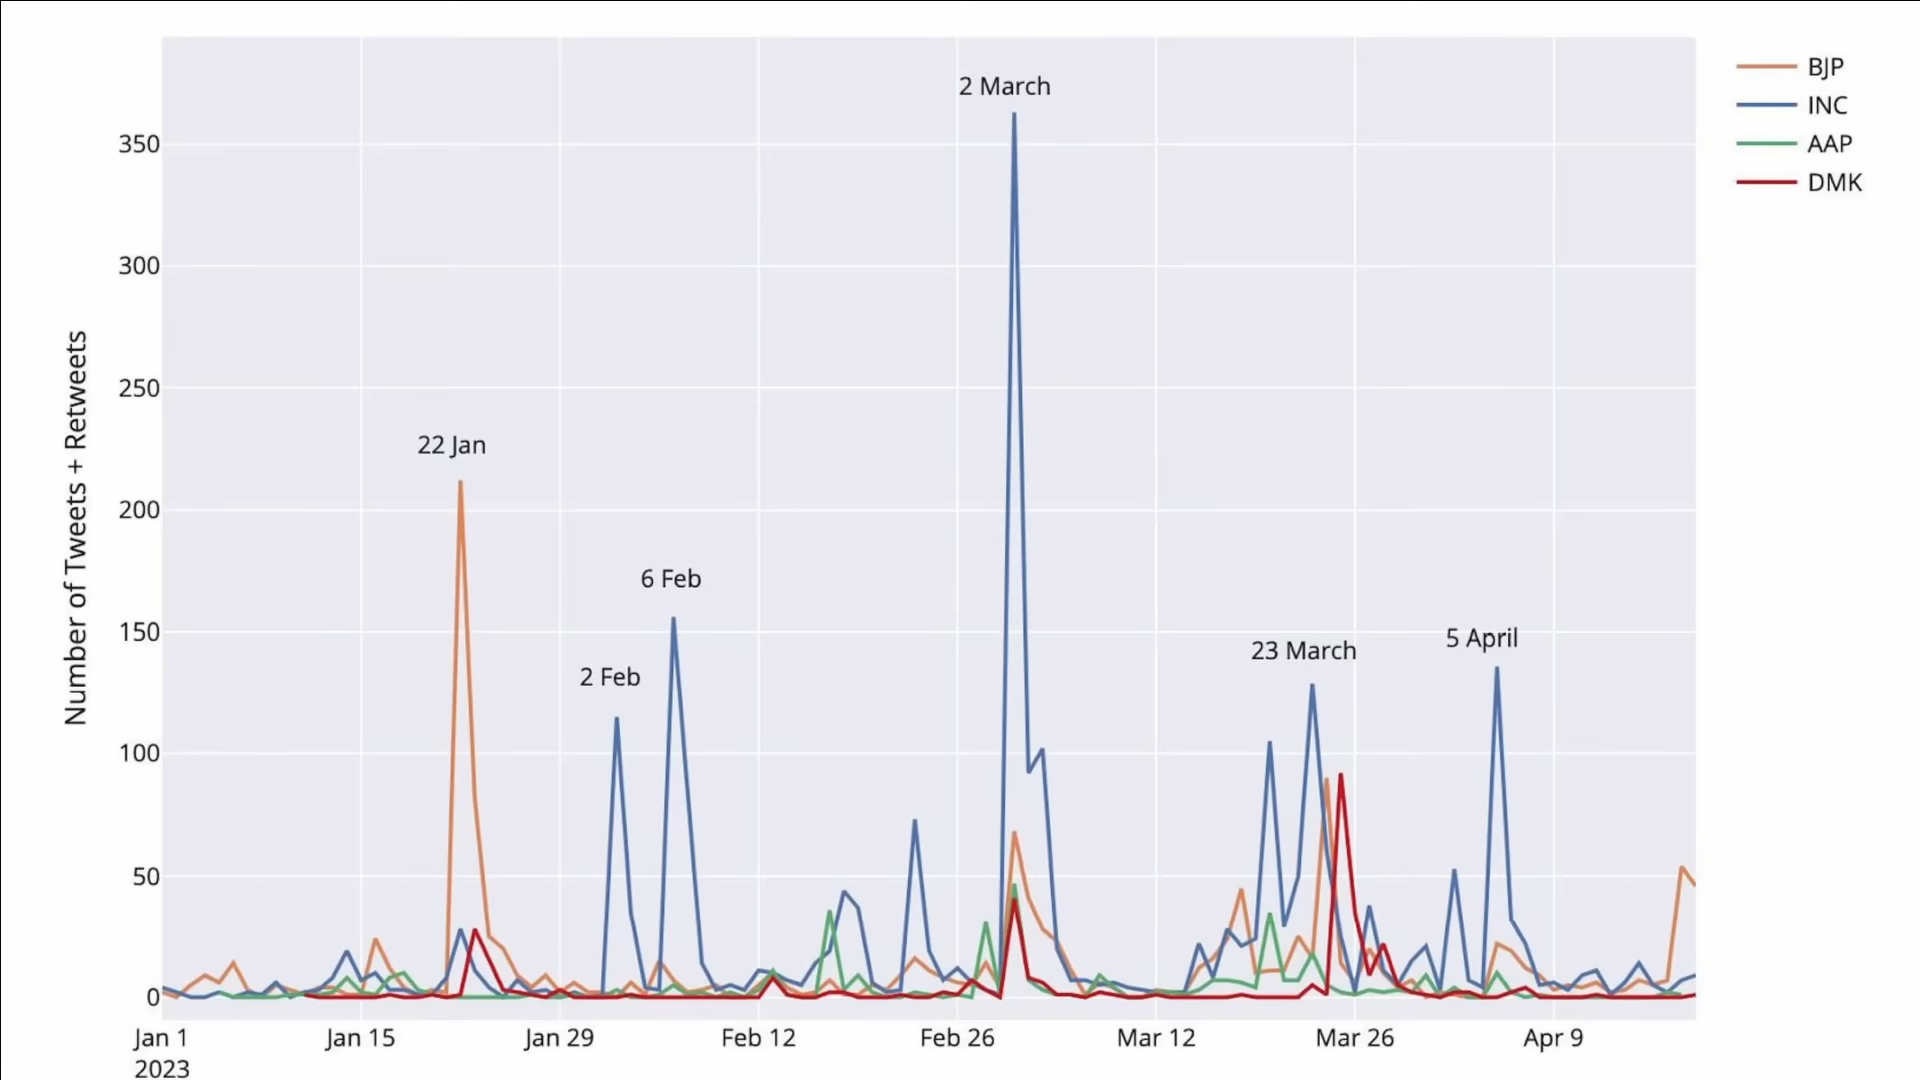 2 March
BJP
INC
AAP
DMK
350
300
250
200
150
100
50
0
22 Jan
6 Feb
2 Feb
23 March
5 April
Number of Tweets + Retweets
Jan 1
2023
Jan 15
Jan 29
Feb 12
Feb 26
Mar 12
Mar 26
Apr 9